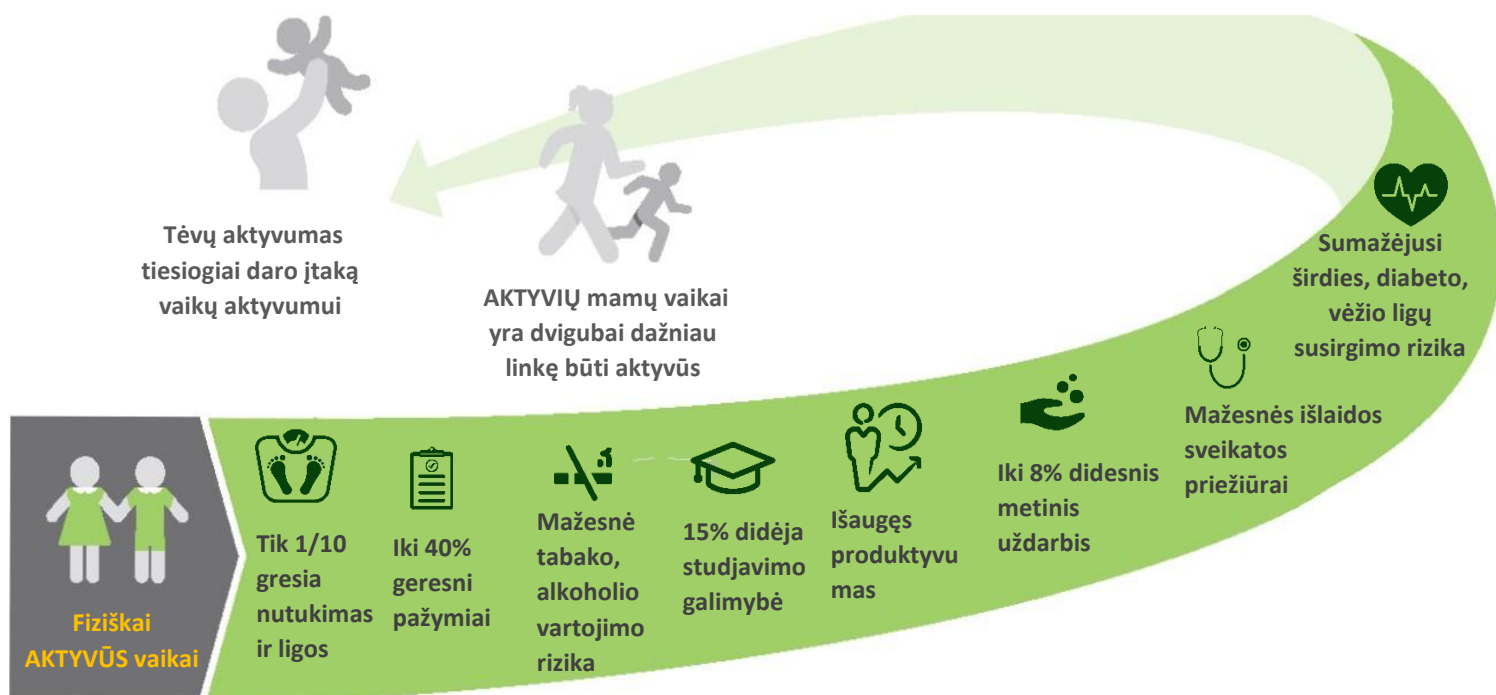 Tėvų aktyvumas
tiesiogiai daro įtaką
vaikų aktyvumui
AKTYVIŲ mamų vaikai
yra dvigubai dažniau
linkę būti aktyvūs
Fiziškai
AKTYVŪS vaikai
Tik 1/10
gresia
nutukimas
ir ligos
Iki 40%
geresni
pažymiai
Mažesnė
tabako,
alkoholio
vartojimo
rizika
15% didėja
studjavimo
galimybė
Išaugęs
produktyvu
mas
Iki 8% didesnis
metinis
uždarbis
Mažesnės išlaidos
sveikatos
priežiūrai
Sumažėjusi
širdies, diabeto,
vėžio ligų
susirgimo rizika